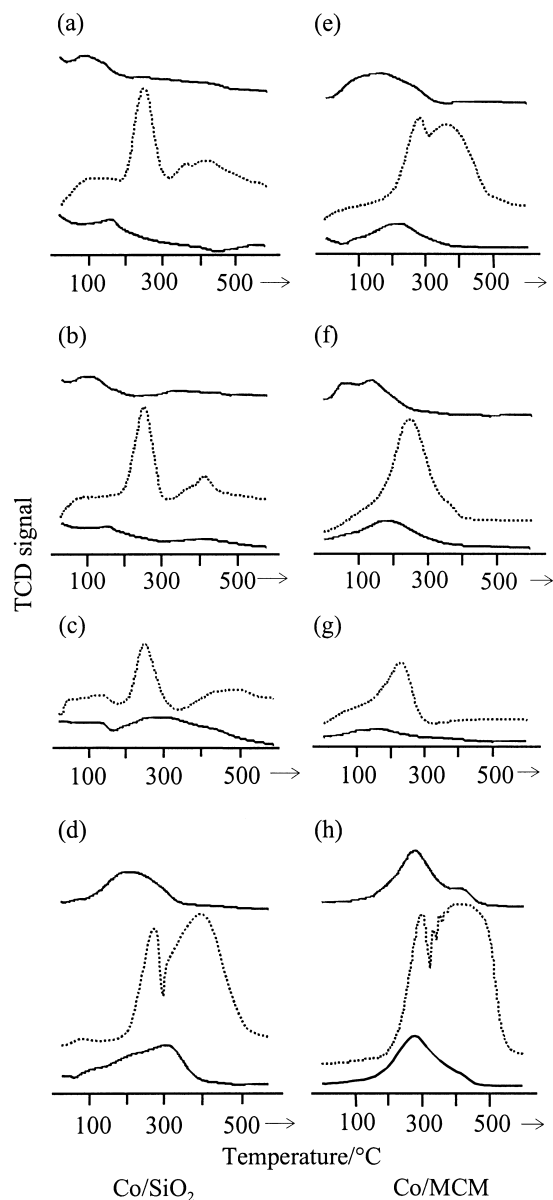 (a) (e)
100 300 500 → 100 300 500 →
(b) (f)
100 300 500 → 100 300 500 →
TCD signal
(c) (g)
100 300 500 → 100 300 500 →
(d) (h)
100 300 500 → 100 300 500 →
Temperature/°C
Co/SiO₂ Co/MCM